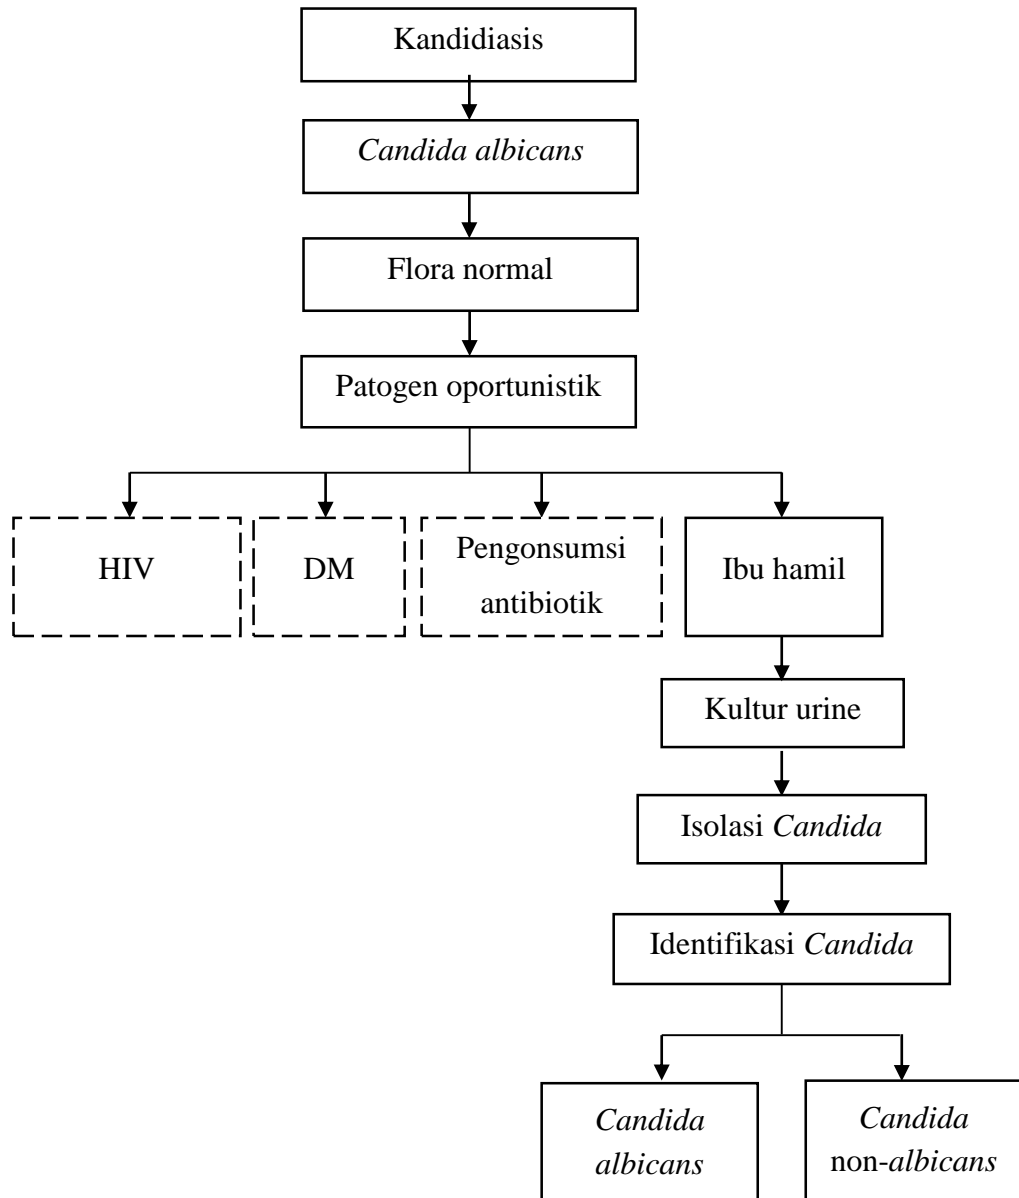 Kandidiasis
Candida albicans
Flora normal
Patogen oportunistik
HIV
DM
Pengonsumsi
antibiotik
Ibu hamil
Kultur urine
Isolasi Candida
Identifikasi Candida
Candida
albicans
Candida
non-albicans